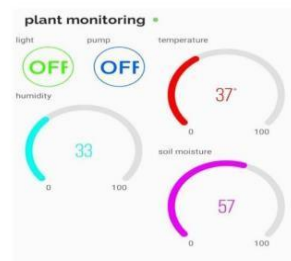 plant monitoring
light pump temperature
OFF OFF
37°
humidity
0 100
33
soil moisture
0 100
57
0 100